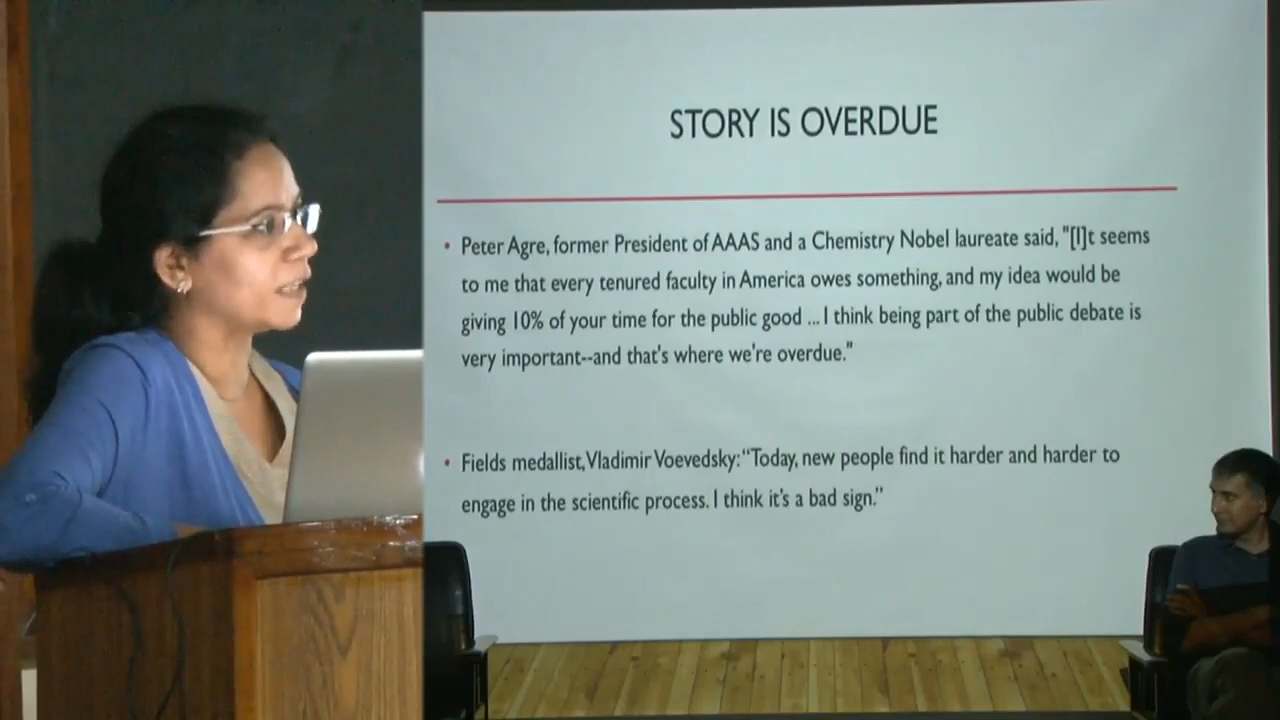 STORY IS OVERDUE
• Peter Agre, former President of AAAS and a Chemistry Nobel laureate said, "[I]t seems
to me that every tenured faculty in America owes something, and my idea would be
giving 10% of your time for the public good ... I think being part of the public debate is
very important--and that's where we're overdue."
• Fields medallist, Vladimir Voevedsky: “Today, new people find it harder and harder to
engage in the scientific process. I think it’s a bad sign.”